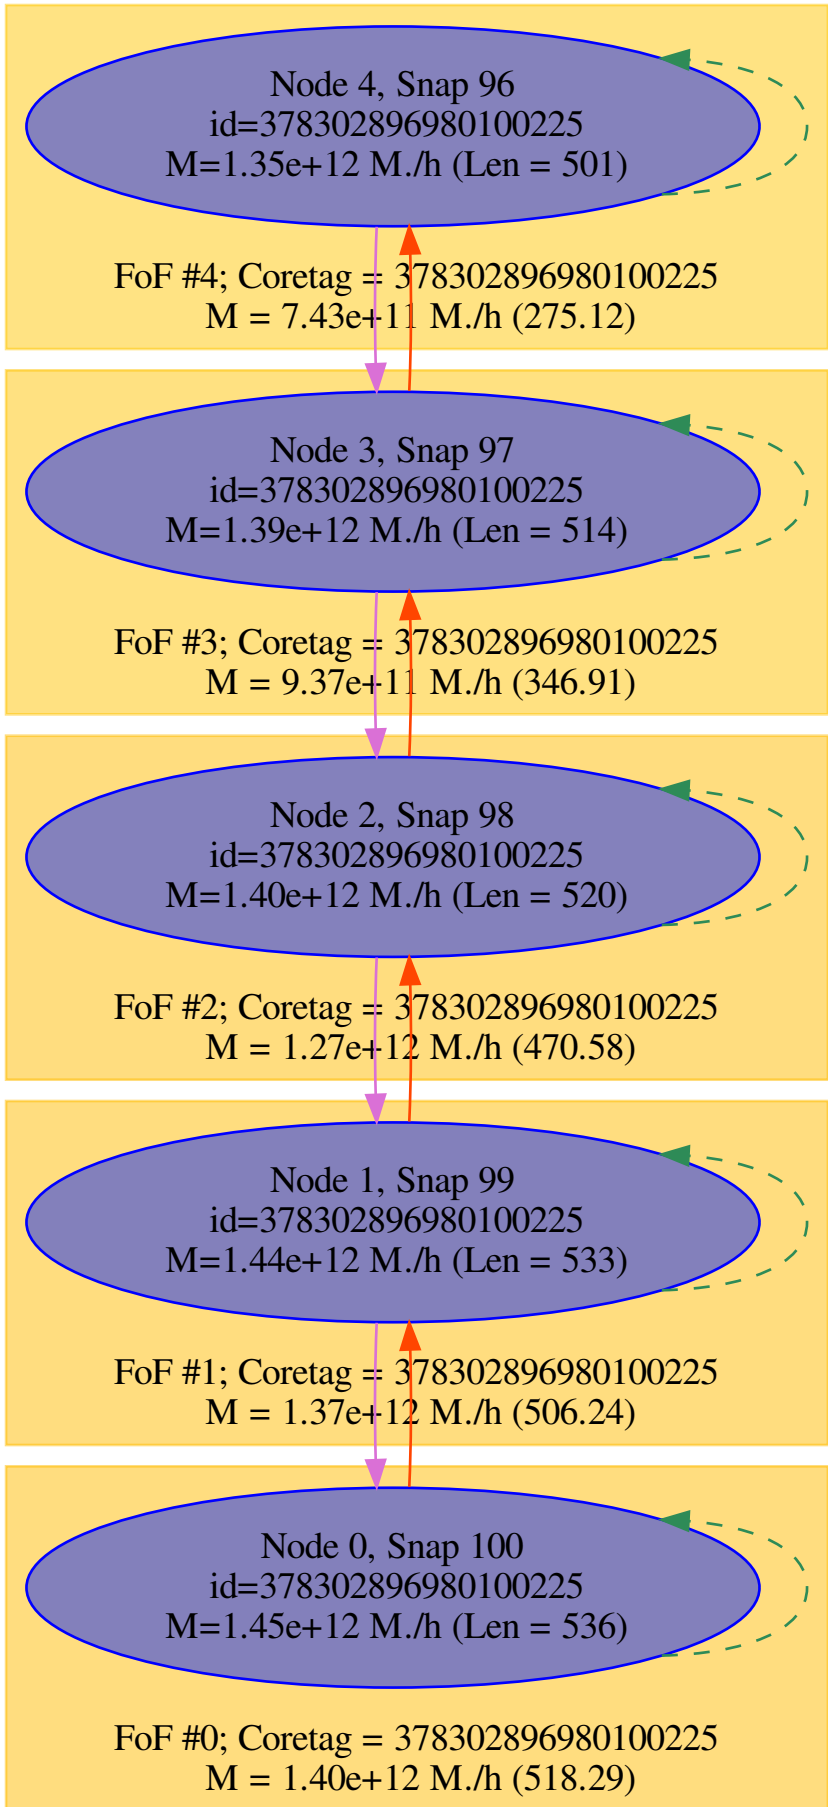 Node 4, Snap 96
id=378302896980100225
M=1.35e+12 M./h (Len = 501)
FoF #4; Coretag = 378302896980100225
M = 7.43e+11 M./h (275.12)
Node 3, Snap 97
id=378302896980100225
M=1.39e+12 M./h (Len = 514)
FoF #3; Coretag = 378302896980100225
M = 9.37e+11 M./h (346.91)
Node 2, Snap 98
id=378302896980100225
M=1.40e+12 M./h (Len = 520)
FoF #2; Coretag = 378302896980100225
M = 1.27e+12 M./h (470.58)
Node 1, Snap 99
id=378302896980100225
M=1.44e+12 M./h (Len = 533)
FoF #1; Coretag = 378302896980100225
M = 1.37e+12 M./h (506.24)
Node 0, Snap 100
id=378302896980100225
M=1.45e+12 M./h (Len = 536)
FoF #0; Coretag = 378302896980100225
M = 1.40e+12 M./h (518.29)